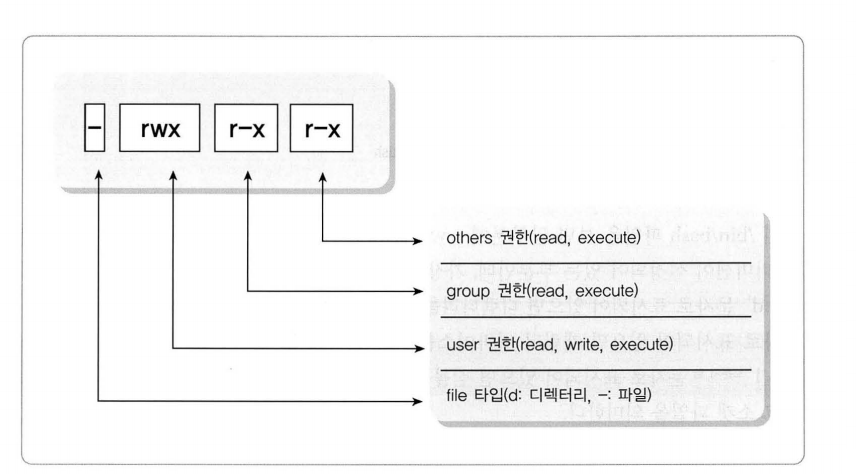 - rwx r-x r-x
others 권한(read, execute)
group 권한(read, execute)
user 권한(read, write, execute)
file 타입(d: 디렉터리, -: 파일)